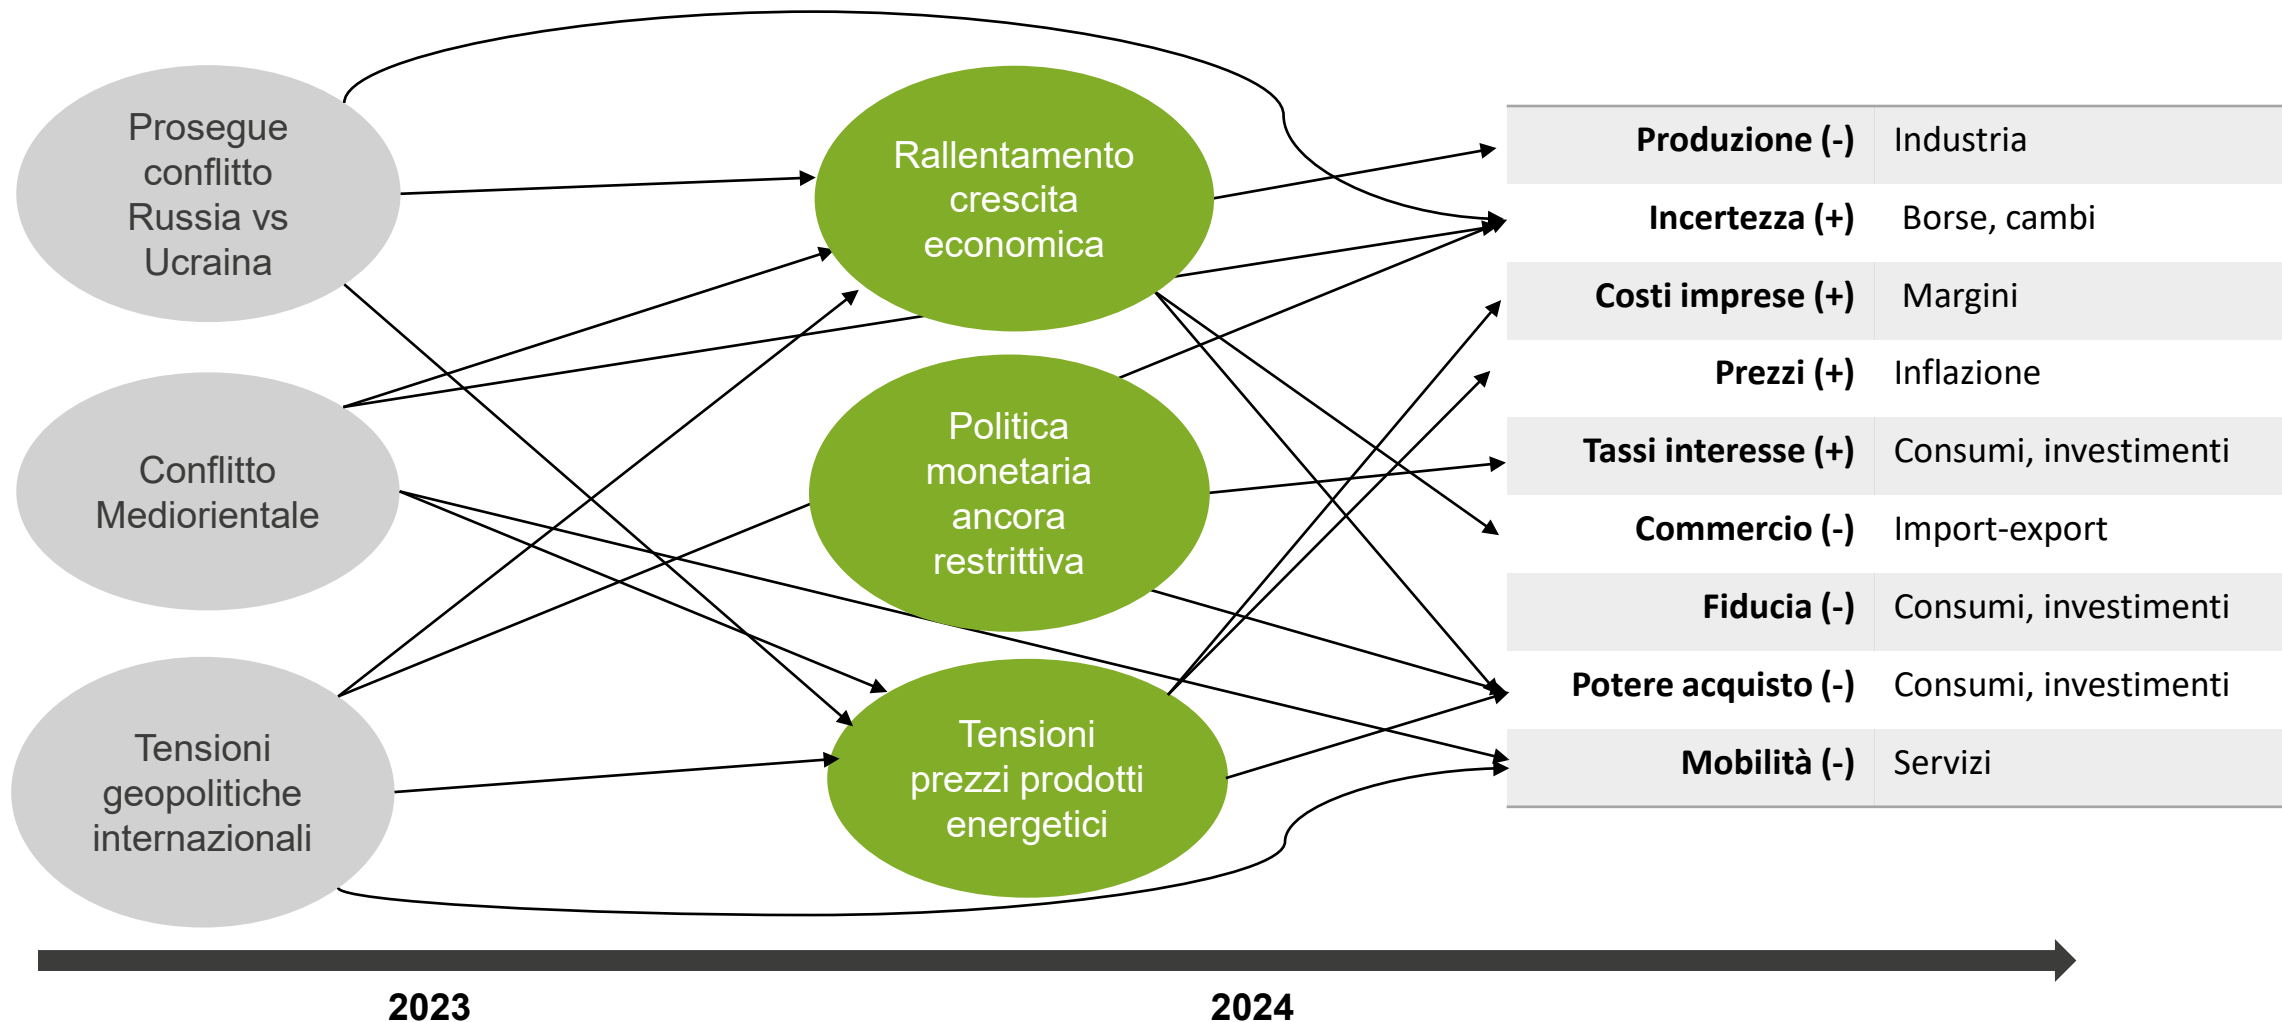 Prosegue
conflitto
Russia vs
Ucraina
Conflitto
Mediorientale
Tensioni
geopolitiche
internazionali
Rallentamento
crescita
economica
Politica
monetaria
ancora
restrittiva
Tensioni
prezzi prodotti
energetici
Produzione (-) Industria
Incertezza (+) Borse, cambi
Costi imprese (+) Margini
Prezzi (+) Inflazione
Tassi interesse (+) Consumi, investimenti
Commercio (-) Import-export
Fiducia (-) Consumi, investimenti
Potere acquisto (-) Consumi, investimenti
Mobilità (-) Servizi
2023 2024